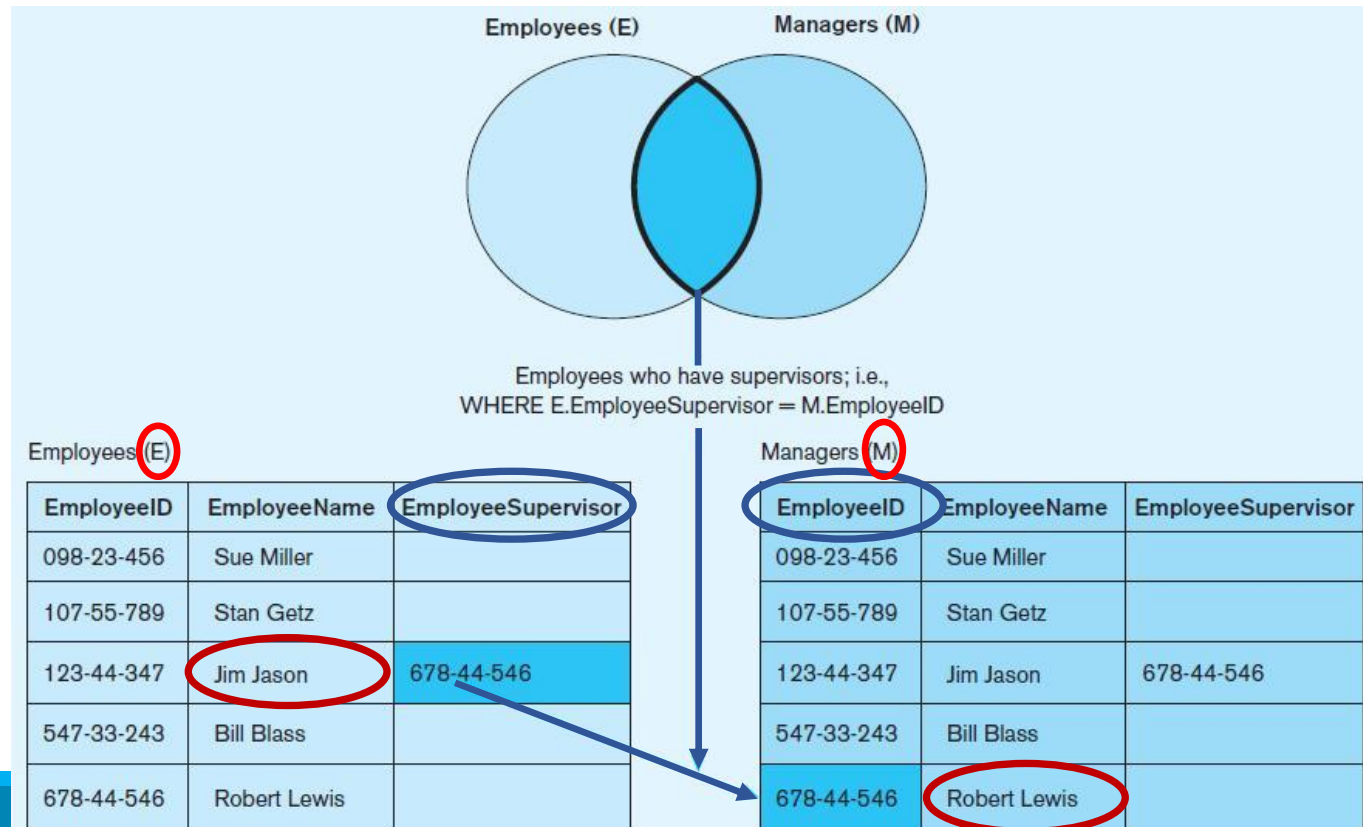 Employees (E) Managers (M)
Employees who have supervisors; i.e.,
WHERE E.EmployeeSupervisor = M.EmployeeID
Employees (E)
EmployeeID EmployeeName EmployeeSupervisor
098-23-456 Sue Miller
107-55-789 Stan Getz
123-44-347 Jim Jason 678-44-546
547-33-243 Bill Blass
678-44-546 Robert Lewis
Managers (M)
EmployeeID EmployeeName EmployeeSupervisor
098-23-456 Sue Miller
107-55-789 Stan Getz
123-44-347 Jim Jason 678-44-546
547-33-243 Bill Blass
678-44-546 Robert Lewis